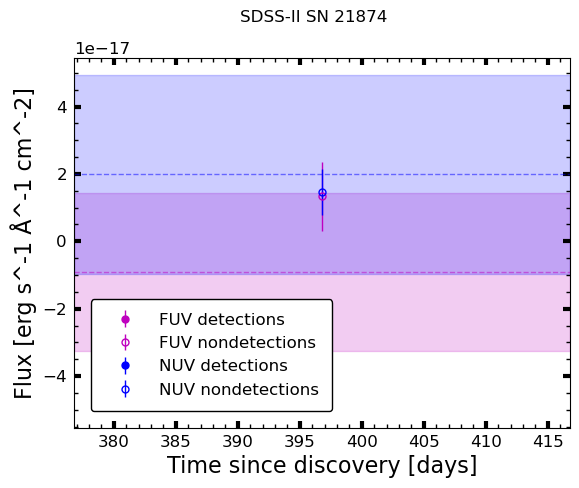 SDSS-II SN 21874
1e−17
4
2
0
−2
−4
Flux [erg s^-1 Å^-1 cm^-2]
FUV detections
FUV nondetections
NUV detections
NUV nondetections
380 385 390 395 400 405 410 415
Time since discovery [days]